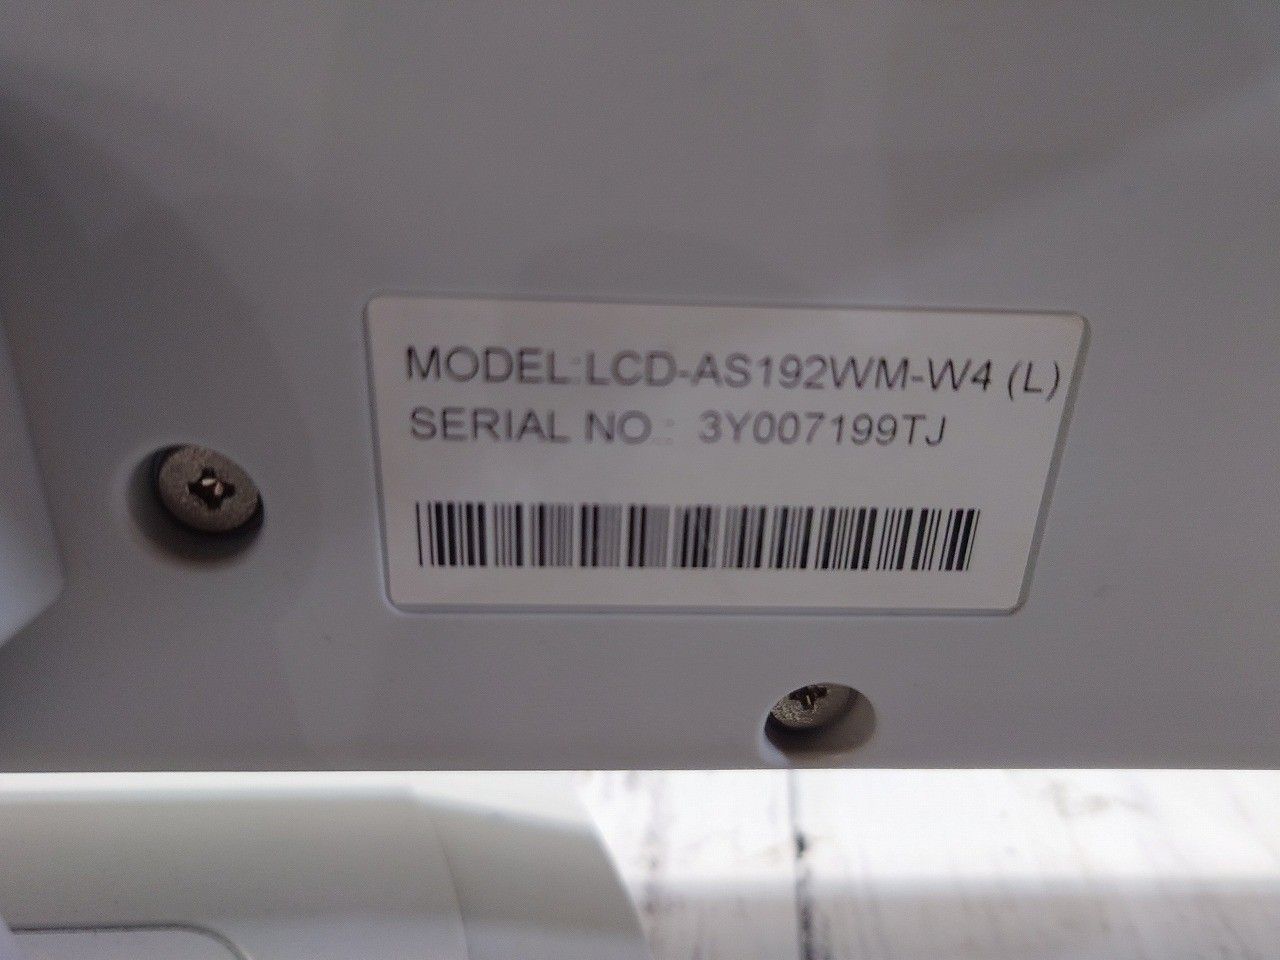 MODEL:LCD-AS192WM-W4 (L)
SERIAL NO.: 3Y007199TJ